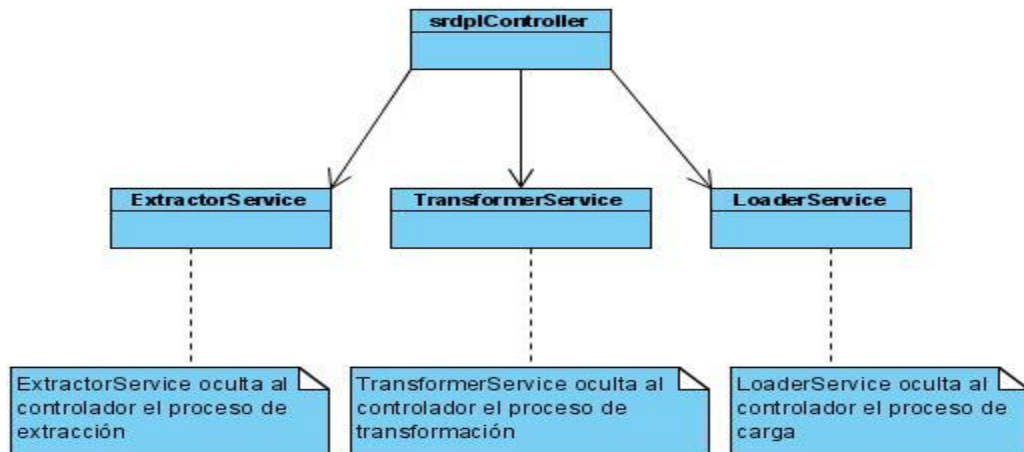 srdplController
ExtractorService
TransformerService
LoaderService
ExtractorService oculta al
controlador el proceso de
extracción
TransformerService oculta al
controlador el proceso de
transformación
LoaderService oculta al
controlador el proceso de
carga